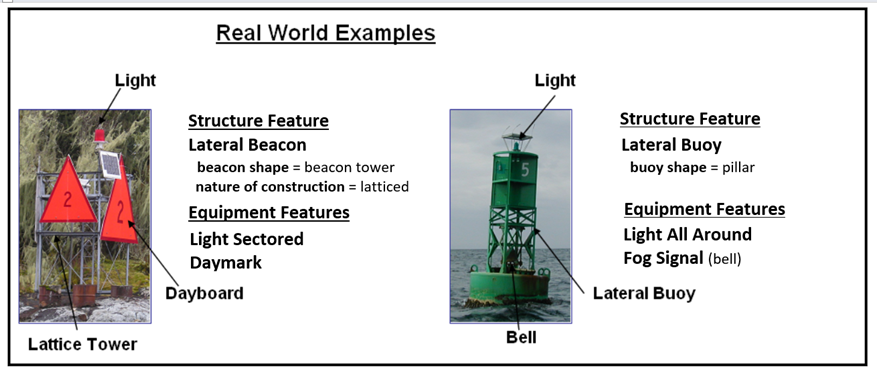 Real World Examples
Light
Structure Feature
Lateral Beacon
beacon shape = beacon tower
nature of construction = latticed
Equipment Features
Light Sectored
Daymark
2
2
Dayboard
Lattice Tower
Light
Structure Feature
Lateral Buoy
buoy shape = pillar
Equipment Features
Light All Around
Fog Signal (bell)
5
Lateral Buoy
Bell